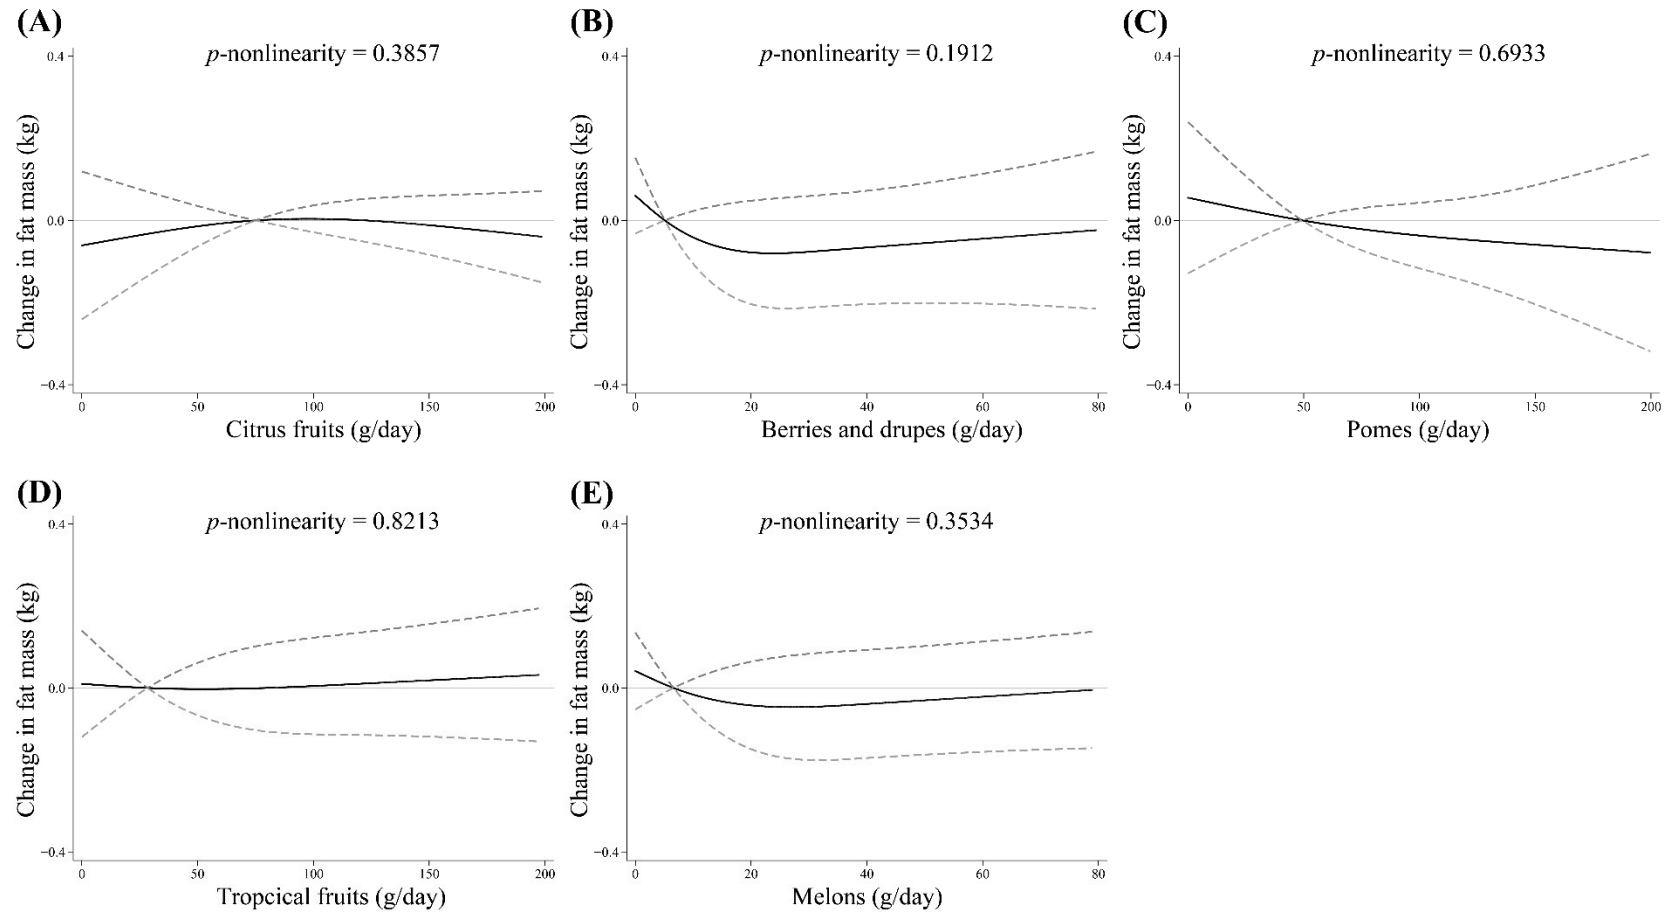 (A)
p-nonlinearity = 0.3857
Change in fat mass (kg)
0.4
0.0
−0.4
0 50 100 150 200
Citrus fruits (g/day)
(B)
p-nonlinearity = 0.1912
Change in fat mass (kg)
0.4
0.0
−0.4
0 20 40 60 80
Berries and drupes (g/day)
(C)
p-nonlinearity = 0.6933
Change in fat mass (kg)
0.4
0.0
−0.4
0 50 100 150 200
Pomes (g/day)
(D)
p-nonlinearity = 0.8213
Change in fat mass (kg)
0.4
0.0
−0.4
0 50 100 150 200
Tropcical fruits (g/day)
(E)
p-nonlinearity = 0.3534
Change in fat mass (kg)
0.4
0.0
−0.4
0 20 40 60 80
Melons (g/day)